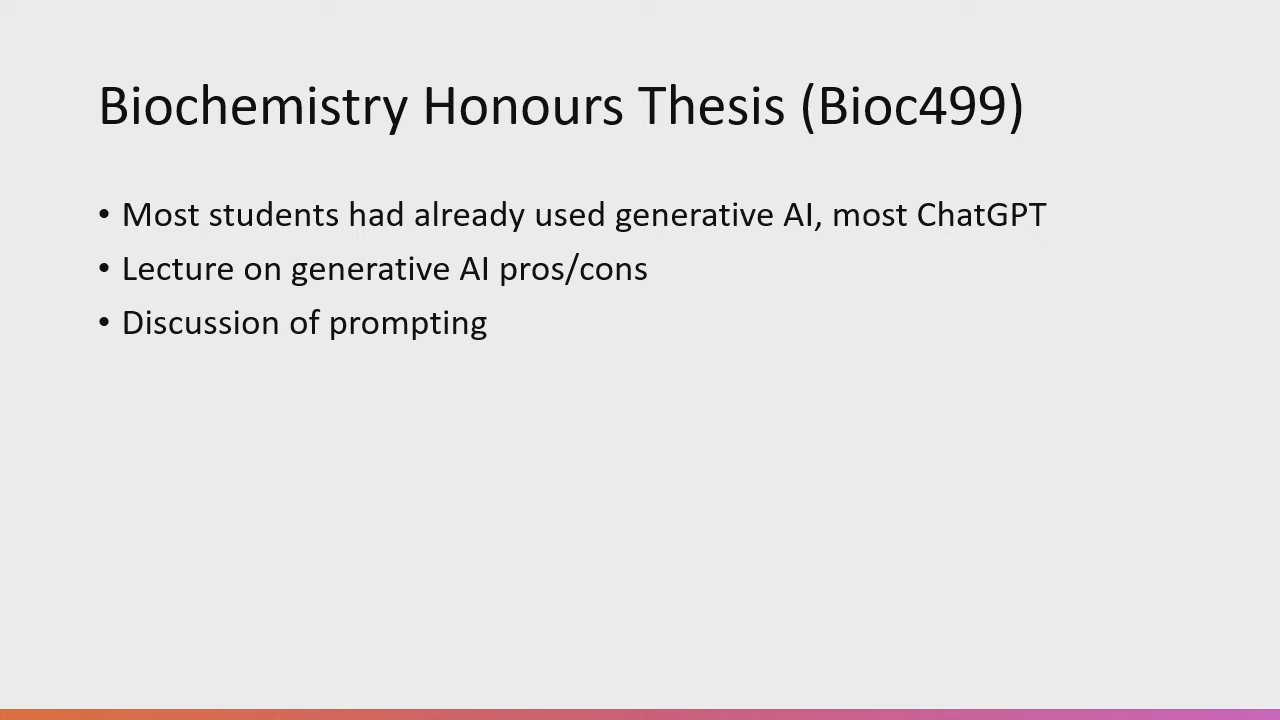 Biochemistry Honours Thesis (Bioc499)
• Most students had already used generative AI, most ChatGPT
• Lecture on generative AI pros/cons
• Discussion of prompting